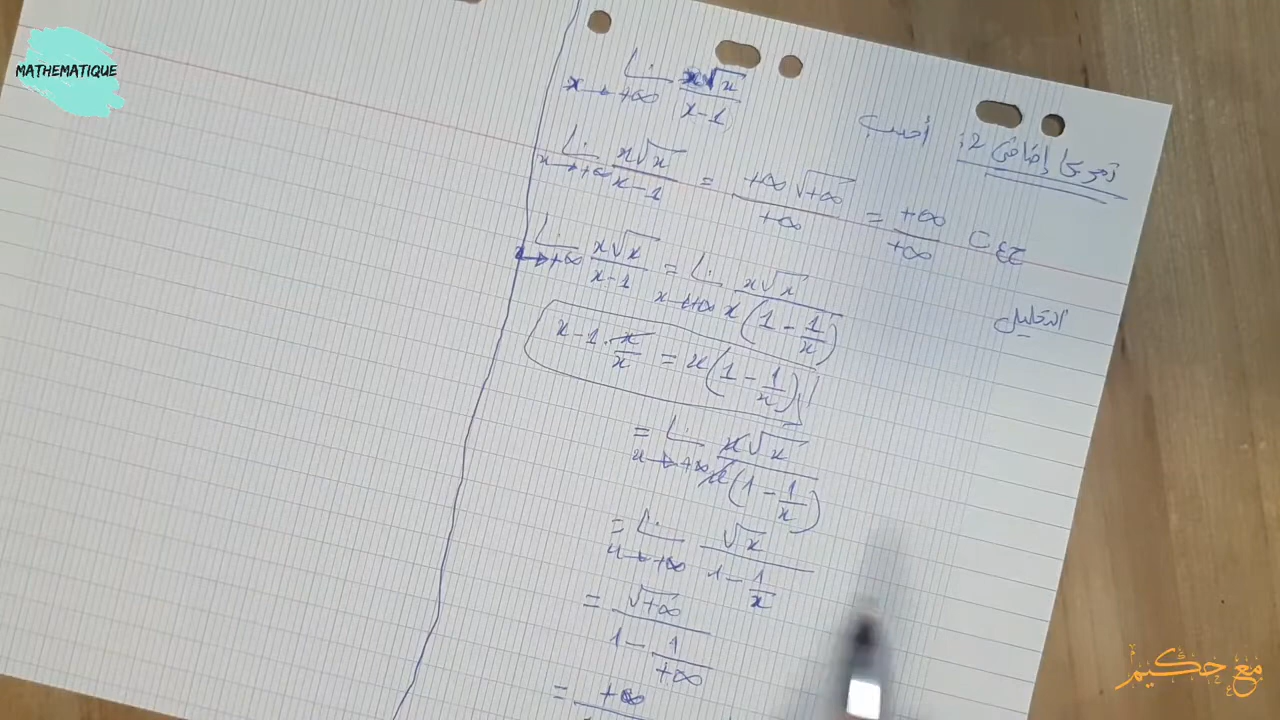 MATHEMATIQUE
تمرين إضافي 2: أحسب
Lim x→+∞ x√x/(x-1)
Lim x→+∞ x√x/(x-1) = +∞√+∞/+∞ = +∞/+∞
Lim x→+∞ x√x/(x-1) = Lim x→+∞ x√x/(x(1-1/x))
التحليل
x-1 · x/x = x(1-1/x)
= Lim x→+∞ x√x/(x(1-1/x))
= Lim x→+∞ √x/(1-1/x)
= √+∞/(1-1/+∞)
= +∞
مع حكيم